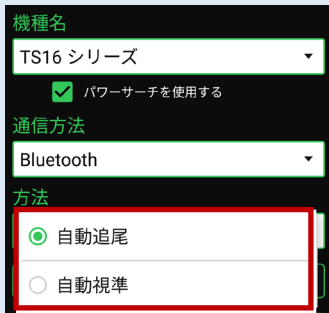 機種名
TS16 シリーズ
パワーサーチを使用する
通信方法
Bluetooth
方法
自動追尾
自動視準